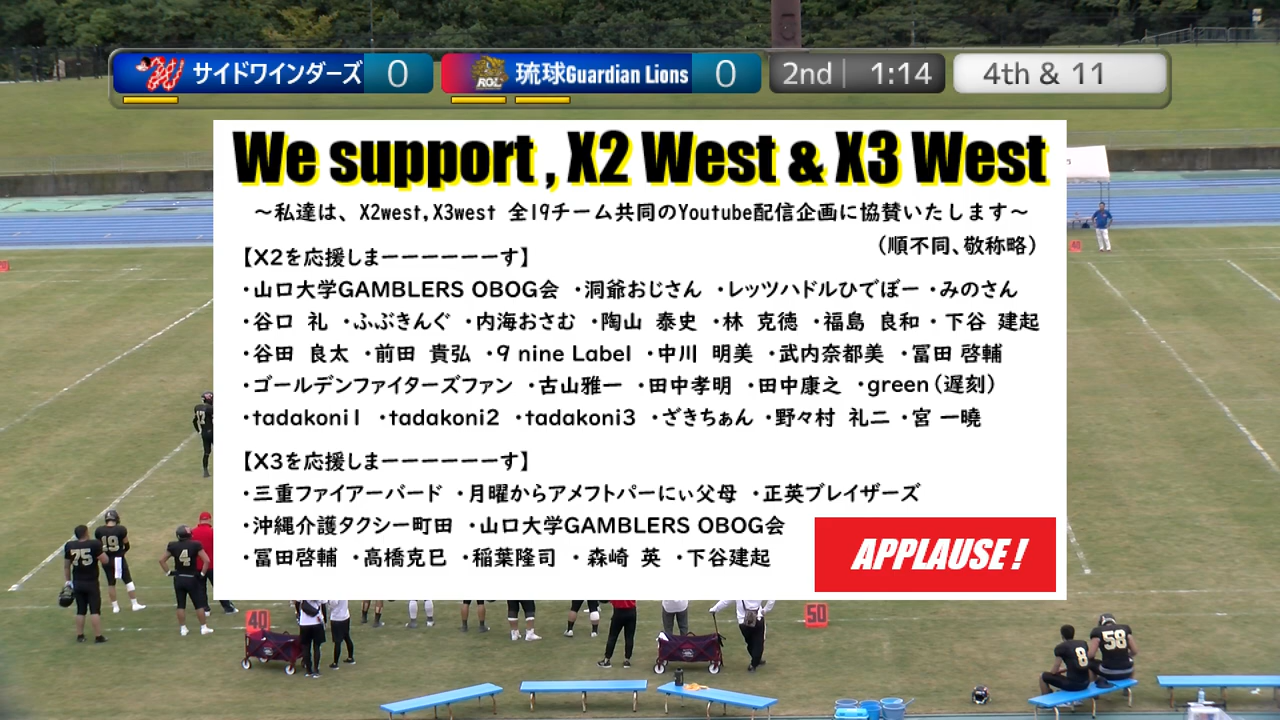 サイドワインダーズ 0 ROL 琉球Guardian Lions 0 2nd 1:14 4th & 11
We support , X2 West & X3 West
～私達は、X2west,X3west 全19チーム共同のYoutube配信企画に協賛いたします～
(順不同、敬称略)
【X2を応援しまーーーーーーす】
・山口大学GAMBLERS OBOG会 ・洞爺おじさん ・レッツハドルひでぼー ・みのさん
・谷口 礼 ・ふぶきんぐ ・内海おさむ ・陶山 泰史 ・林 克徳 ・福島 良和 ・下谷 建起
・谷田 良太 ・前田 貴弘 ・9 nine Label ・中川 明美 ・武内奈都美 ・冨田 啓輔
・ゴールデンファイターズファン ・古山雅一 ・田中孝明 ・田中康之 ・green（遅刻）
・tadakoni1 ・tadakoni2 ・tadakoni3 ・ざきちぁん ・野々村 礼二 ・宮 一曉
【X3を応援しまーーーーーーす】
・三重ファイアーバード ・月曜からアメフトパーにぃ父母 ・正英ブレイザーズ
・沖縄介護タクシー町田 ・山口大学GAMBLERS OBOG会
・冨田啓輔 ・高橋克巳 ・稲葉隆司 ・森崎 英 ・下谷建起
APPLAUSE!
40
17
75
19
4
40
50
8
58